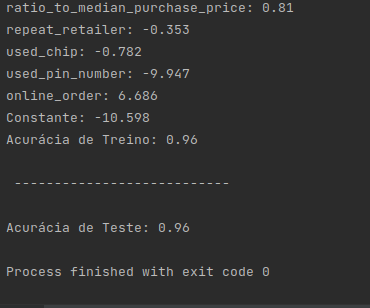 ratio_to_median_purchase_price: 0.81
repeat_retailer: -0.353
used_chip: -0.782
used_pin_number: -9.947
online_order: 6.686
Constante: -10.598
Acurácia de Treino: 0.96
---------------------------
Acurácia de Teste: 0.96
Process finished with exit code 0